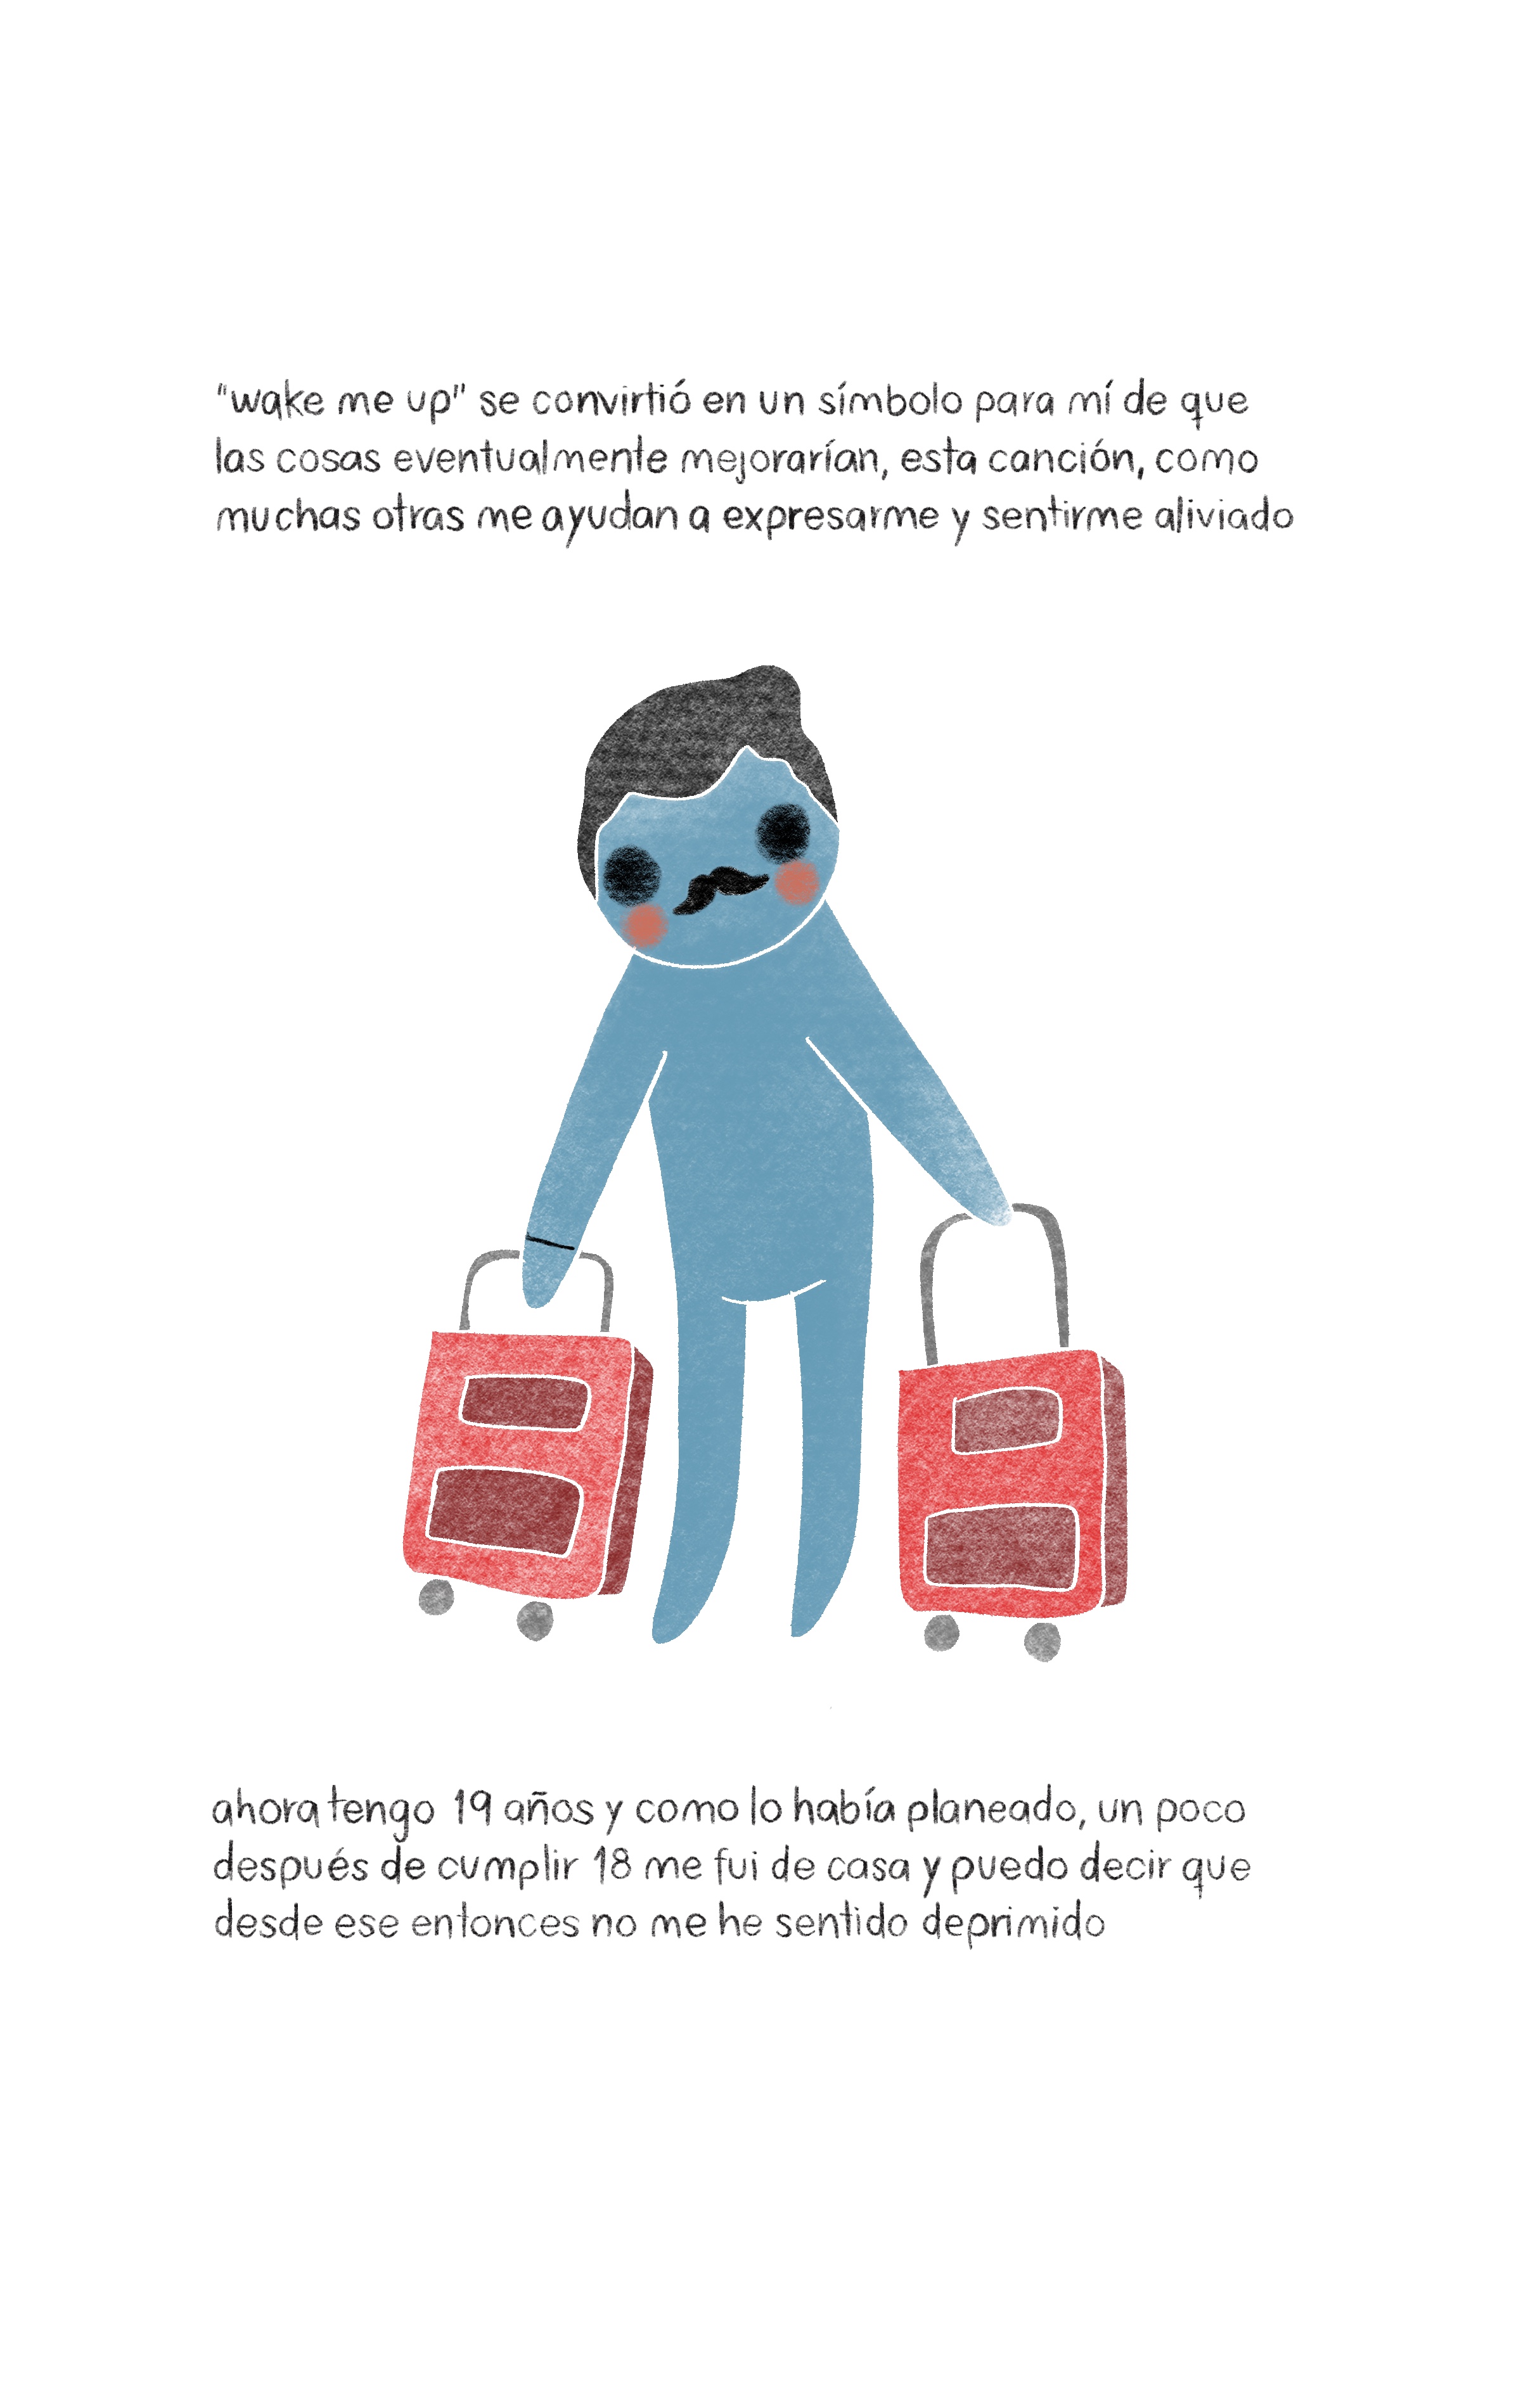 "wake me up" se convirtió en un símbolo para mí de que
las cosas eventualmente mejorarían, esta canción, como
muchas otras me ayudan a expresarme y sentirme aliviado
ahora tengo 19 años y como lo había planeado, un poco
después de cumplir 18 me fui de casa y puedo decir que
desde ese entonces no me he sentido deprimido